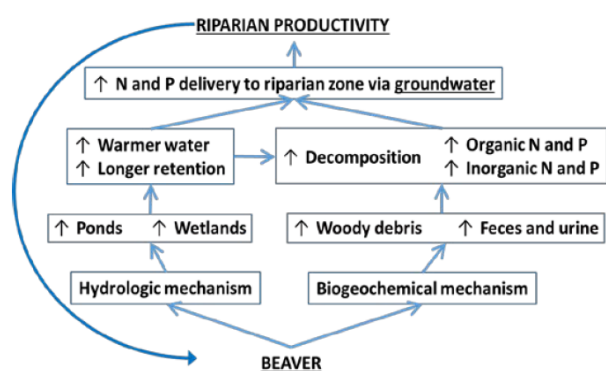 RIPARIAN PRODUCTIVITY
↑ N and P delivery to riparian zone via groundwater
↑ Warmer water
↑ Longer retention
↑ Decomposition
↑ Organic N and P
↑ Inorganic N and P
↑ Ponds ↑ Wetlands
↑ Woody debris ↑ Feces and urine
Hydrologic mechanism
Biogeochemical mechanism
BEAVER